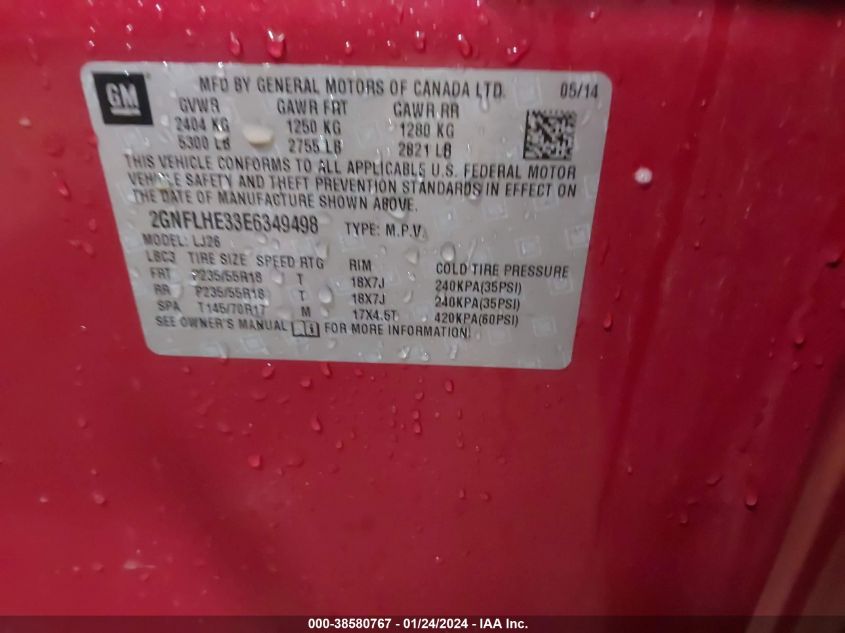 GM
MFD BY GENERAL MOTORS OF CANADA LTD. 05/14
GVWR GAWR FRT GAWR RR
2404 KG 1250 KG 1280 KG
5300 LB 2755 LB 2821 LB
THIS VEHICLE CONFORMS TO ALL APPLICABLE U.S. FEDERAL MOTOR
VEHICLE SAFETY AND THEFT PREVENTION STANDARDS IN EFFECT ON
THE DATE OF MANUFACTURE SHOWN ABOVE.
2GNFLHE33E6349498 TYPE: M.P.V.
MODEL: LJ26
LBC3 TIRE SIZE SPEED RTG RIM COLD TIRE PRESSURE
FRT P235/55R18 T 18X7J 240KPA(35PSI)
RR P235/55R18 T 18X7J 240KPA(35PSI)
SPA T145/70R17 M 17X4.5T 420KPA(60PSI)
SEE OWNER'S MANUAL FOR MORE INFORMATION.
000-38580767 - 01/24/2024 - IAA Inc.